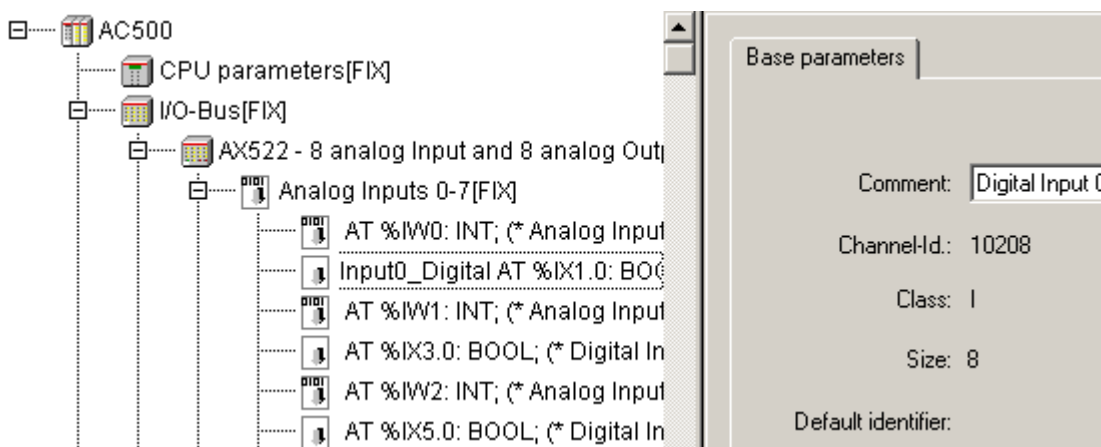 AC500
CPU parameters[FIX]
I/O-Bus[FIX]
AX522 - 8 analog Input and 8 analog Outp
Analog Inputs 0-7[FIX]
AT %IW0: INT; (* Analog Input
Input0_Digital AT %IX1.0: BOO
AT %IW1: INT; (* Analog Input
AT %IX3.0: BOOL; (* Digital In
AT %IW2: INT; (* Analog Input
AT %IX5.0: BOOL; (* Digital In
Base parameters
Comment: Digital Input 0
Channel-Id.: 10208
Class: I
Size: 8
Default identifier: